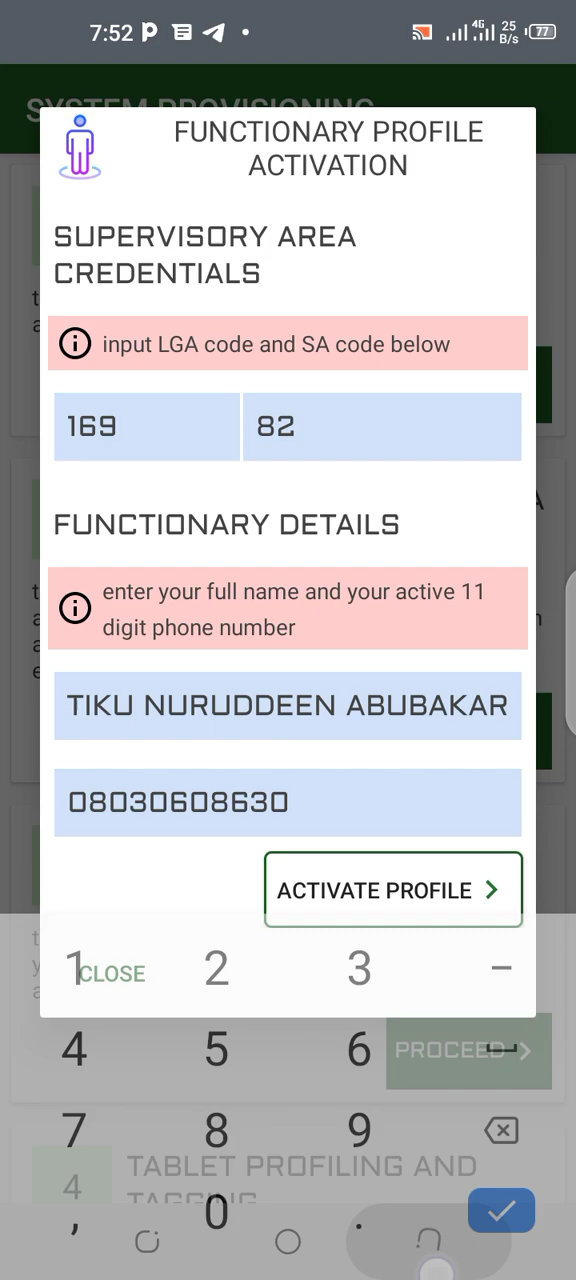 7:52
4G 25 B/s 77
SYSTEM PROVISIONING
FUNCTIONARY PROFILE
ACTIVATION
SUPERVISORY AREA
CREDENTIALS
input LGA code and SA code below
169 82
FUNCTIONARY DETAILS
enter your full name and your active 11
digit phone number
TIKU NURUDDEEN ABUBAKAR
08030608630
ACTIVATE PROFILE
CLOSE
1 2 3 –
4 5 6
PROCEED
7 8 9
4 TABLET PROFILING AND
TAGGING
, 0 .